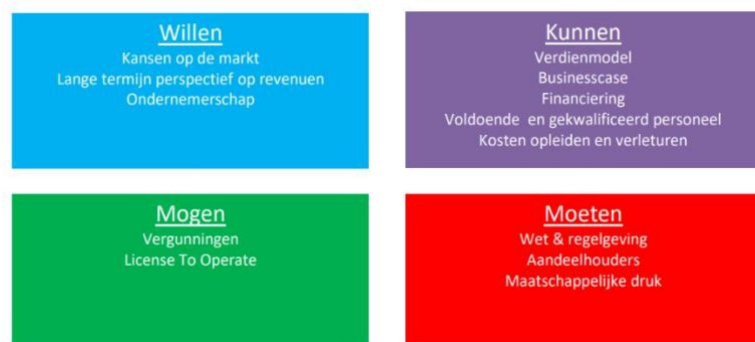 Willen
Kansen op de markt
Lange termijn perspectief op revenuen
Ondernemerschap
Kunnen
Verdienmodel
Businesscase
Financiering
Voldoende en gekwalificeerd personeel
Kosten opleiden en verleturen
Mogen
Vergunningen
License To Operate
Moeten
Wet & regelgeving
Aandeelhouders
Maatschappelijke druk